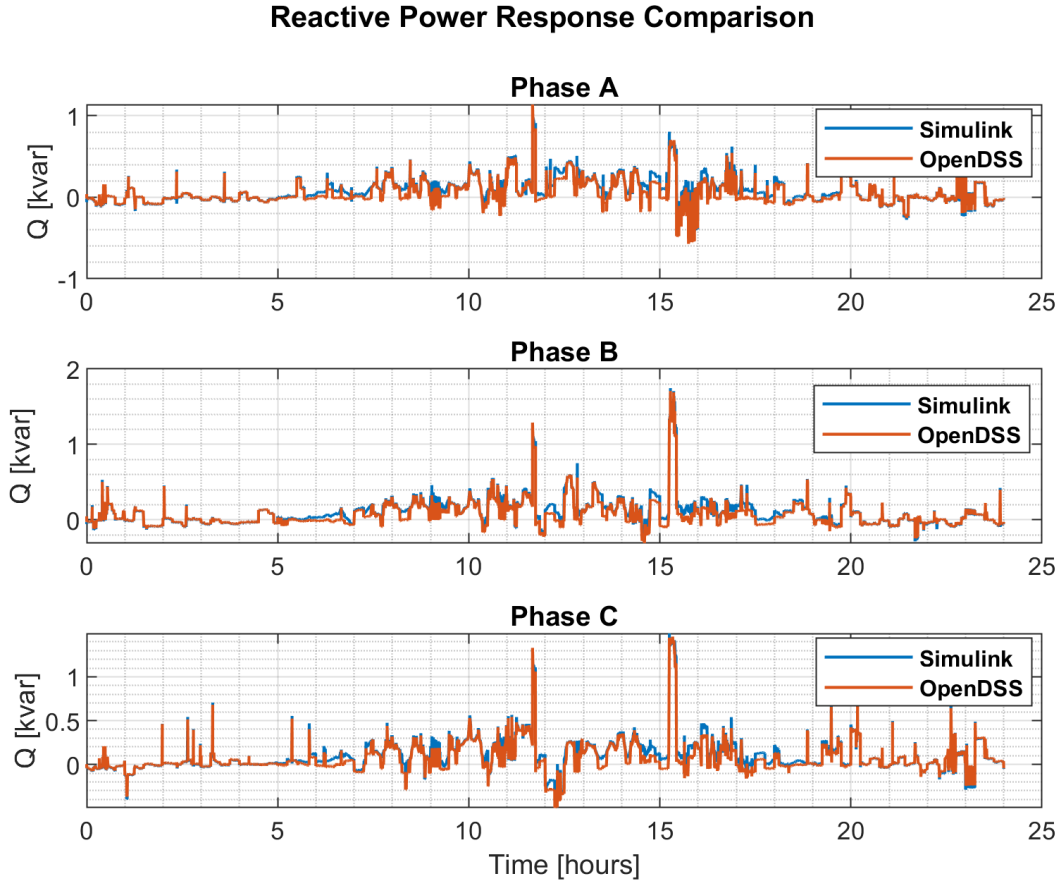 Reactive Power Response Comparison
Phase A
Q [kvar]
1
0
-1
Simulink
OpenDSS
0 5 10 15 20 25
Phase B
Q [kvar]
2
1
0
Simulink
OpenDSS
0 5 10 15 20 25
Phase C
Q [kvar]
1
0.5
0
Simulink
OpenDSS
0 5 10 15 20 25
Time [hours]